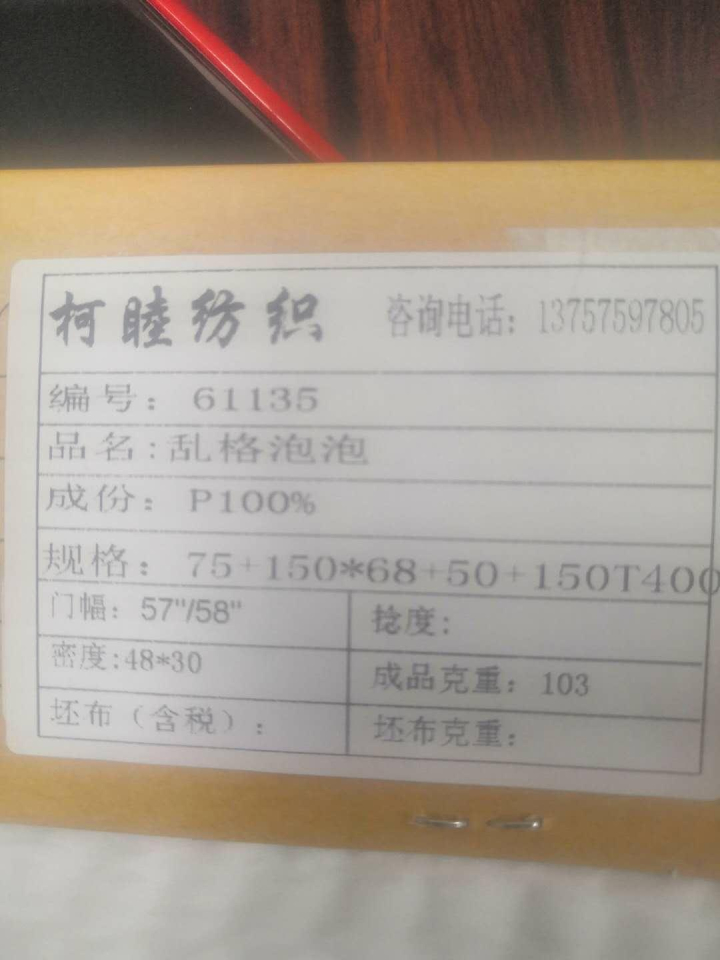 柯睦纺织 咨询电话：13757597805
编号：61135
品名:乱格泡泡
成份：P100%
规格：75+150*68+50+150T400
门幅：57"/58" 捻度:
密度:48*30 成品克重：103
坯布（含税）： 坯布克重：